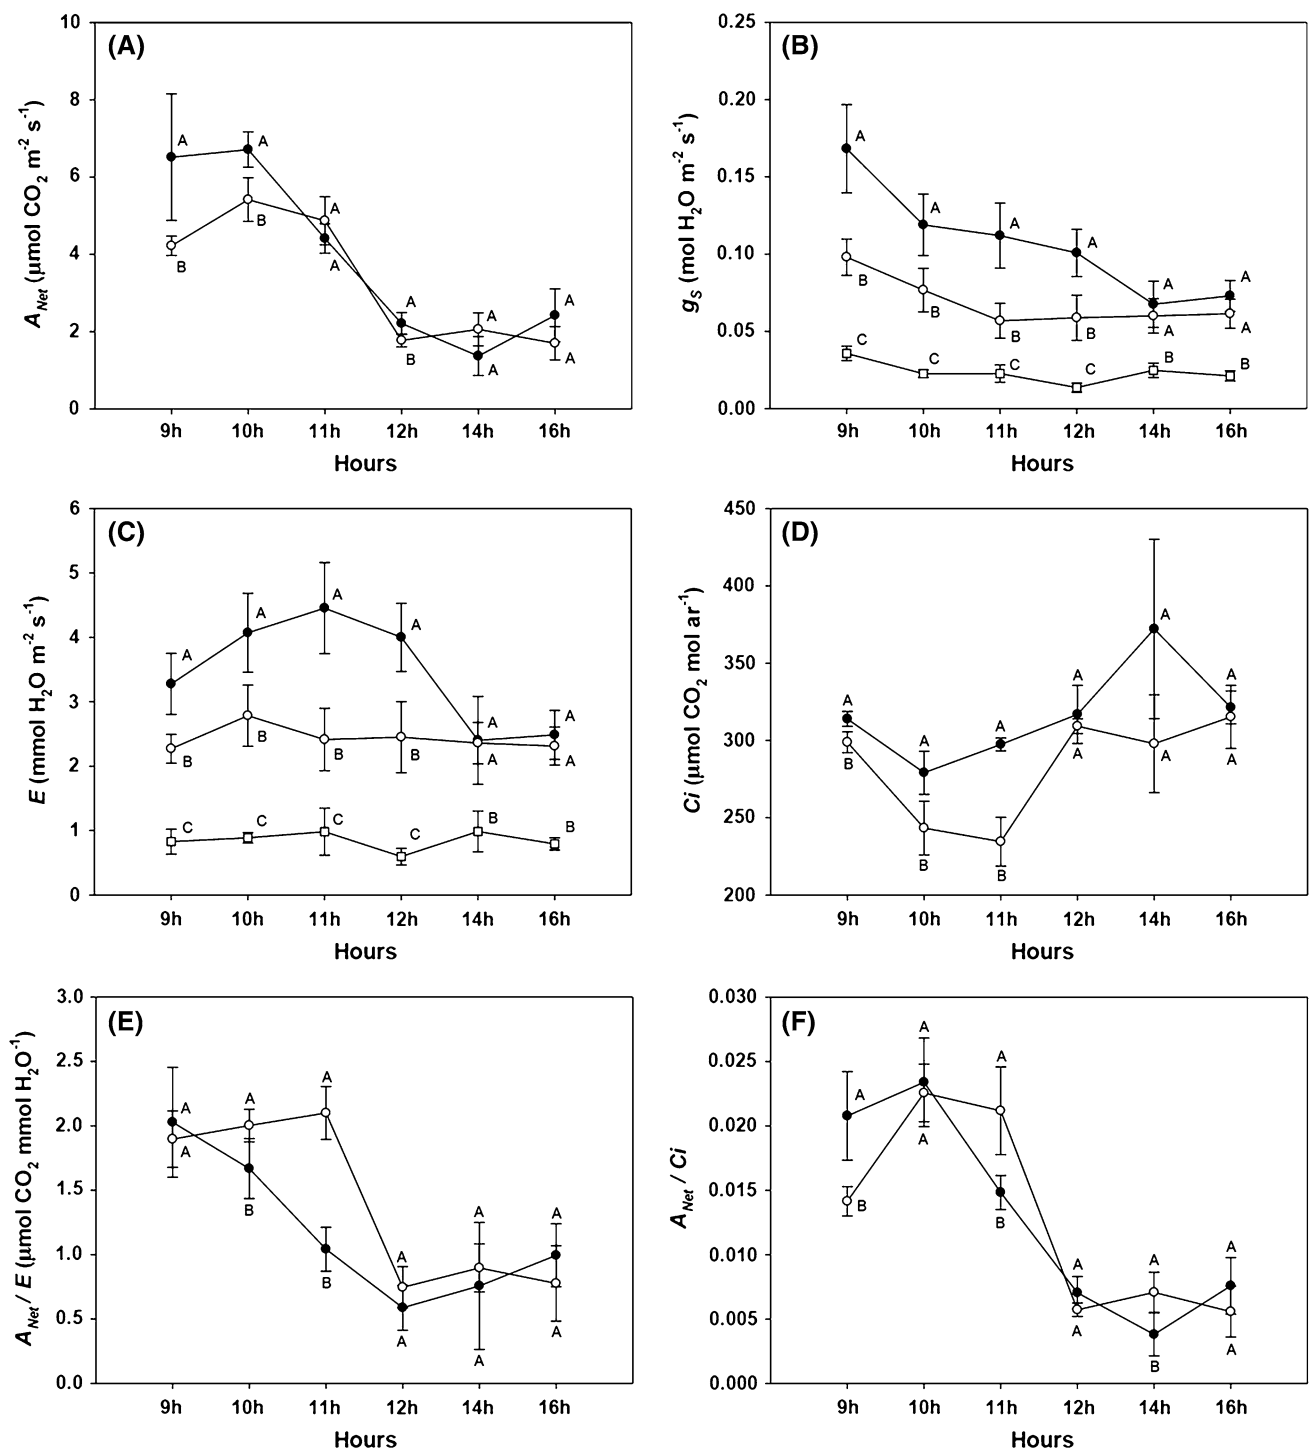 (A)
A_Net (µmol CO2 m-2 s-1)
10
8
6
4
2
0
A
A
B
B
A
A
A
B
A
A
A
A
9h 10h 11h 12h 14h 16h
Hours
(B)
gS (mol H2O m-2 s-1)
0.25
0.20
0.15
0.10
0.05
0.00
A
A
A
A
A
A
B
B
B
B
A
A
C
C
C
C
B
B
9h 10h 11h 12h 14h 16h
Hours
(C)
E (mmol H2O m-2 s-1)
6
5
4
3
2
1
0
A
A
A
A
A
A
B
B
B
B
A
A
C
C
C
C
B
B
9h 10h 11h 12h 14h 16h
Hours
(D)
Ci (µmol CO2 mol ar-1)
450
400
350
300
250
200
A
A
A
A
A
A
B
B
B
A
A
A
9h 10h 11h 12h 14h 16h
Hours
(E)
A_Net / E (µmol CO2 mmol H2O-1)
3.0
2.5
2.0
1.5
1.0
0.5
0.0
A
A
A
A
A
A
A
B
B
A
A
A
9h 10h 11h 12h 14h 16h
Hours
(F)
A_Net / Ci
0.030
0.025
0.020
0.015
0.010
0.005
0.000
A
A
A
A
A
A
B
A
B
A
B
A
9h 10h 11h 12h 14h 16h
Hours